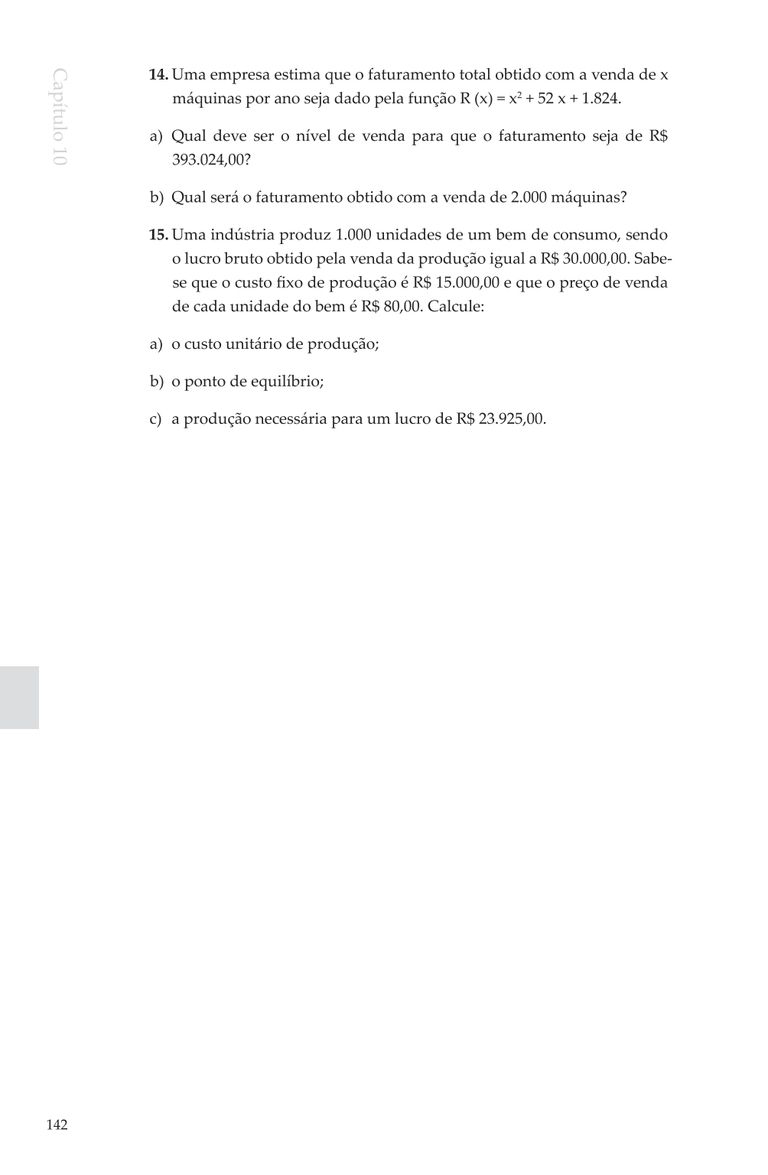 Capítulo 10
14. Uma empresa estima que o faturamento total obtido com a venda de x
máquinas por ano seja dado pela função R (x) = x² + 52 x + 1.824.
a) Qual deve ser o nível de venda para que o faturamento seja de R$
393.024,00?
b) Qual será o faturamento obtido com a venda de 2.000 máquinas?
15. Uma indústria produz 1.000 unidades de um bem de consumo, sendo
o lucro bruto obtido pela venda da produção igual a R$ 30.000,00. Sabe-
se que o custo fixo de produção é R$ 15.000,00 e que o preço de venda
de cada unidade do bem é R$ 80,00. Calcule:
a) o custo unitário de produção;
b) o ponto de equilíbrio;
c) a produção necessária para um lucro de R$ 23.925,00.
142